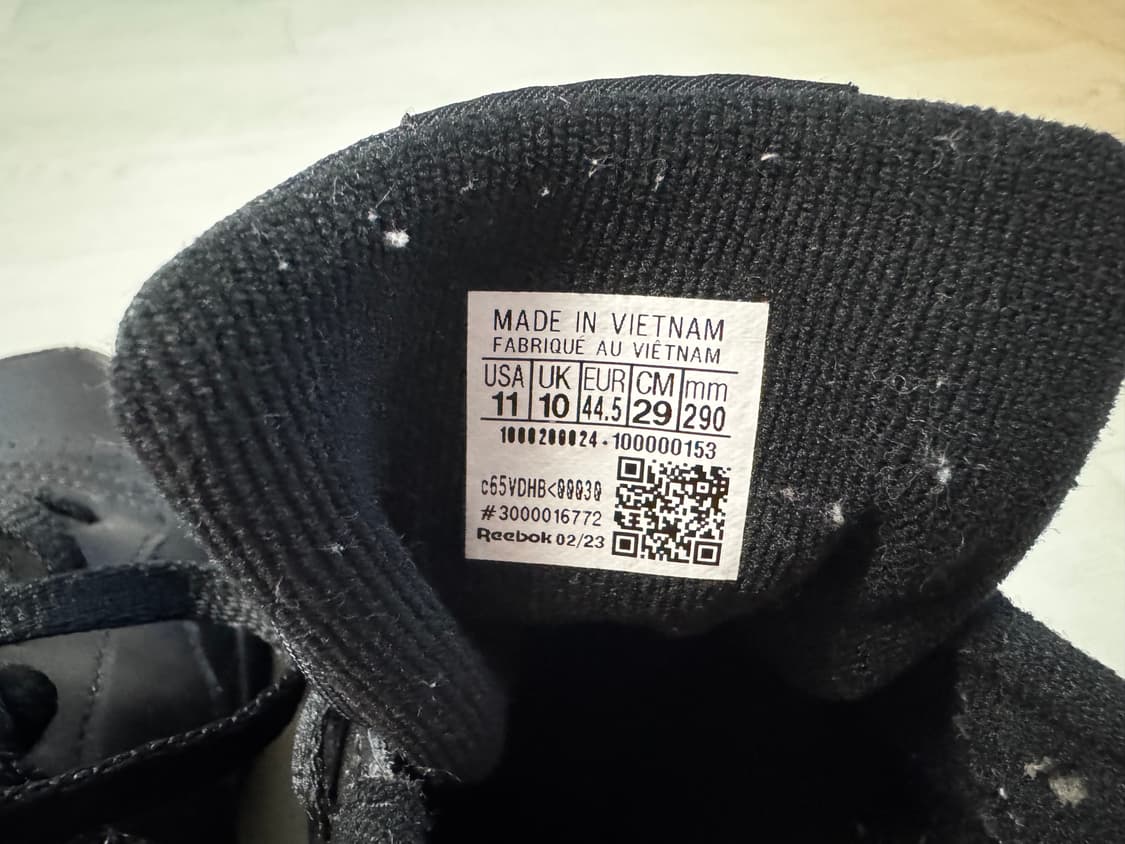 MADE IN VIETNAM
FABRIQUÉ AU VIÊTNAM
USA UK EUR CM mm
11 10 44.5 29 290
1000200024-100000153
c65VDHB<00030
#3000016772
Reebok 02/23